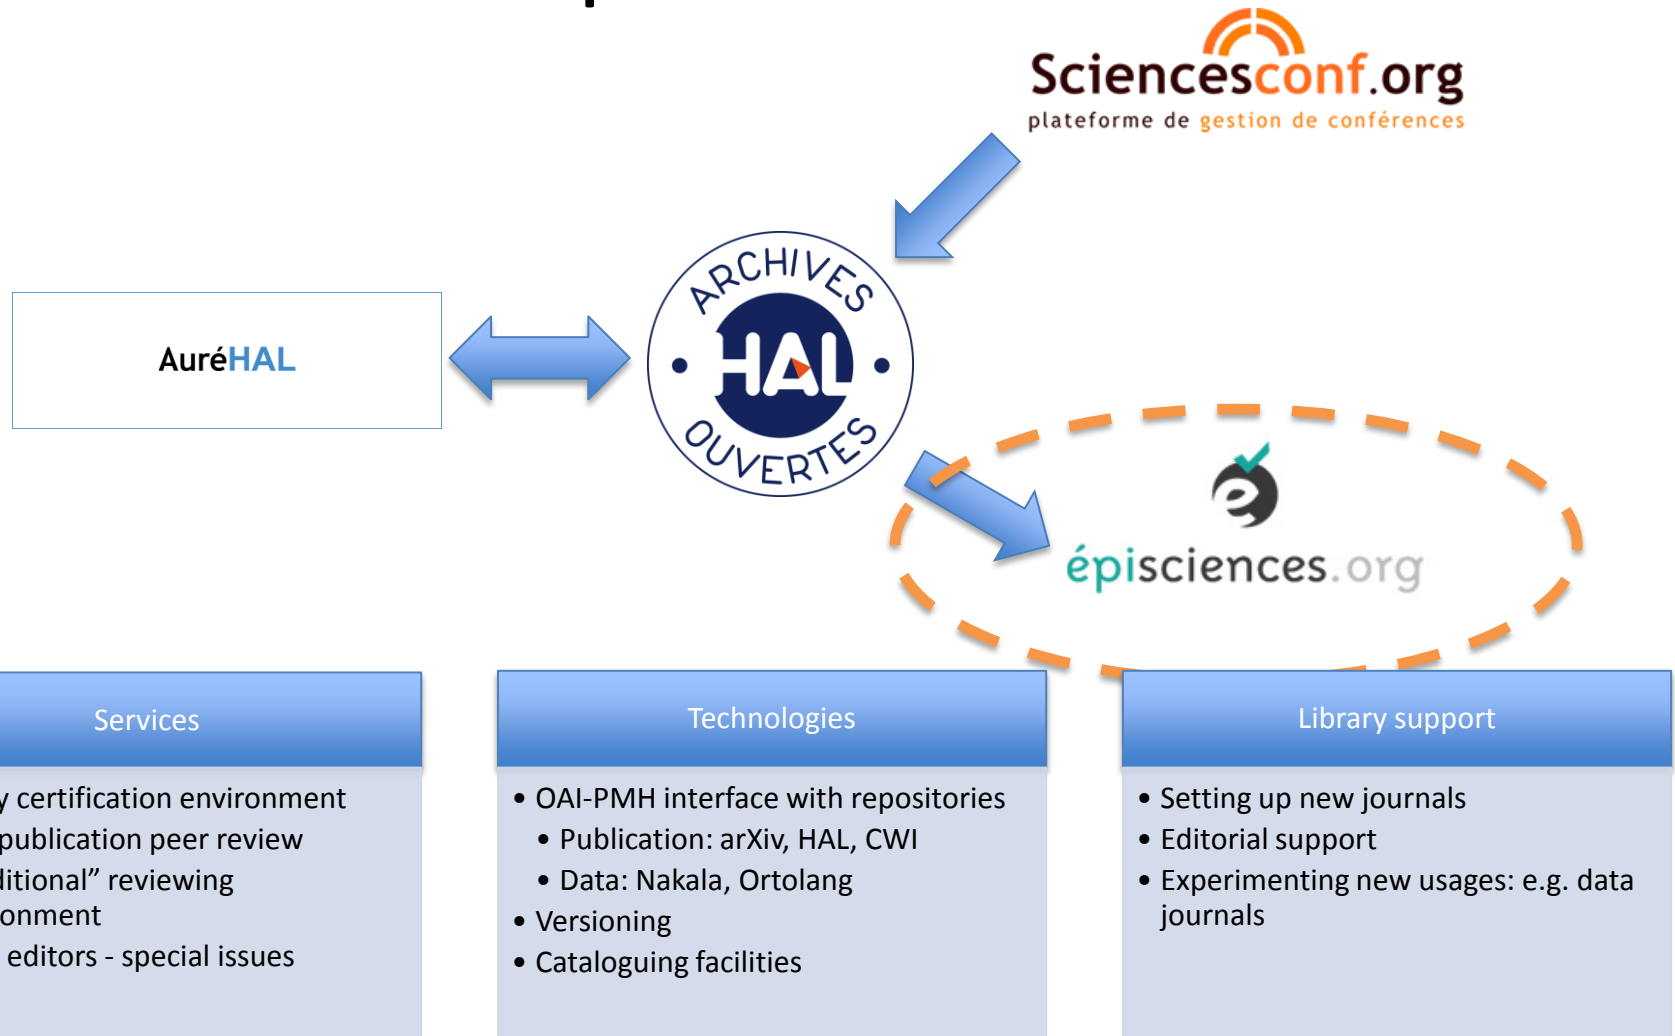 Sciencesconf.org
plateforme de gestion de conférences
ARCHIVES
HAL
OUVERTES
AuréHAL
épisciences.org
Services
certification environment
publication peer review
reviewing
editors - special issues
Technologies
• OAI-PMH interface with repositories
• Publication: arXiv, HAL, CWI
• Data: Nakala, Ortolang
• Versioning
• Cataloguing facilities
Library support
• Setting up new journals
• Editorial support
• Experimenting new usages: e.g. data
journals